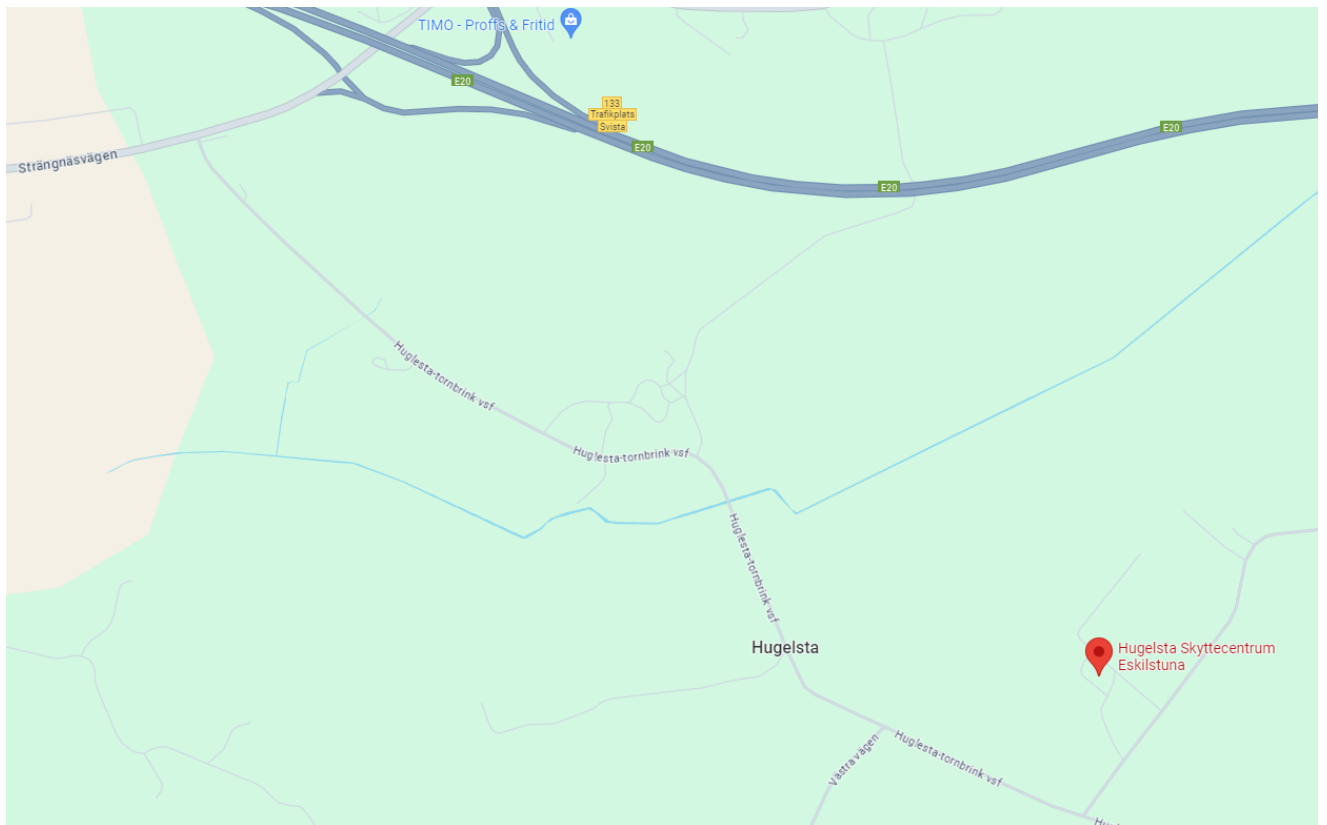 TIMO - Proffs & Fritid
E20
133
Trafikplats
Svista
E20
E20
E20
Strängnäsvägen
Huglesta-tornbrink vsf
Huglesta-tornbrink vsf
Huglesta-tornbrink vsf
Hugelsta
Hugelsta Skyttecentrum
Eskilstuna
Västra vägen
Huglesta-tornbrink vsf
Hugl